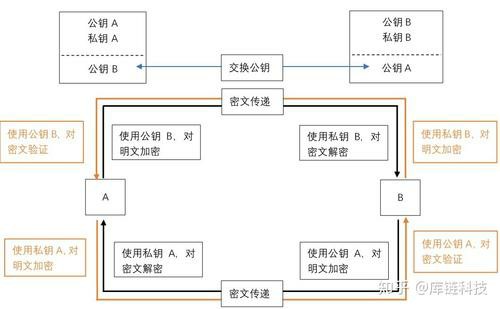 公钥 A
私钥 A
公钥 B
交换公钥
公钥 B
私钥 B
公钥 A
密文传递
使用公钥 B，对
密文验证
使用公钥 B，对
明文加密
使用私钥 B，对
密文解密
使用私钥 B，对
明文加密
A
B
使用私钥 A，对
明文加密
使用私钥 A，对
密文解密
使用公钥 A，对
明文加密
使用公钥 A，对
密文验证
密文传递
知乎 @库链科技